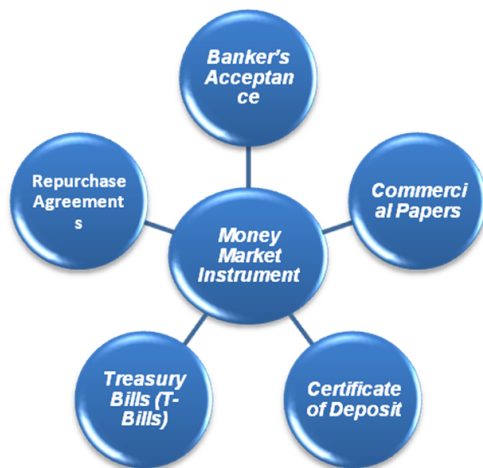 Banker's
Acceptan
ce
Repurchase
Agreement
s
Commerci
al Papers
Money
Market
Instrument
Treasury
Bills (T-
Bills)
Certificate
of Deposit